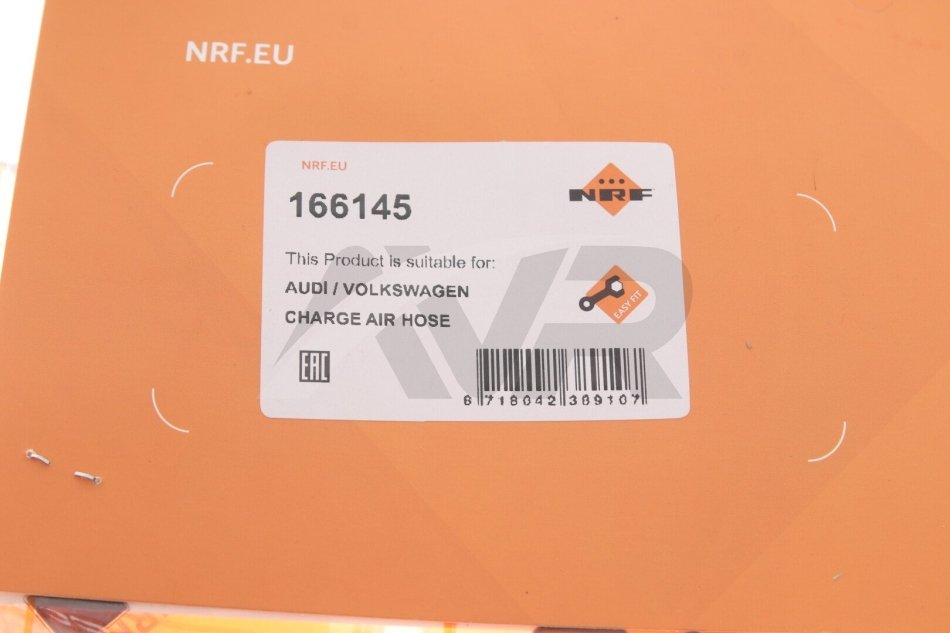 NRF.EU
NRF.EU
166145
NRF
This Product is suitable for:
AUDI / VOLKSWAGEN
CHARGE AIR HOSE
EASY FIT
EAC
6 718042 369107